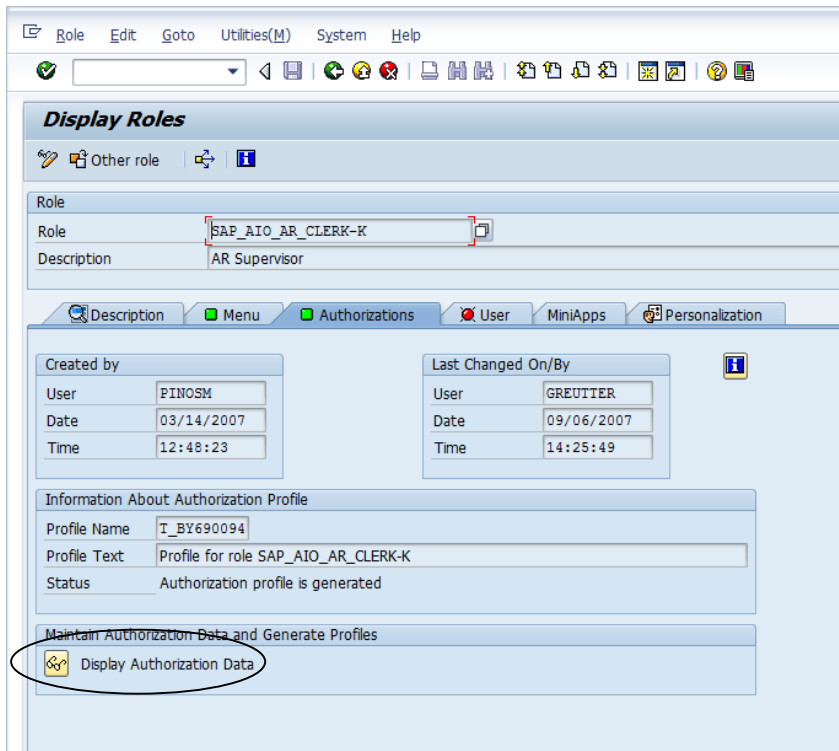 Role Edit Goto Utilities(M) System Help
Display Roles
Other role
Role
Role SAP_AIO_AR_CLERK-K
Description AR Supervisor
Description Menu Authorizations User MiniApps Personalization
Created by Last Changed On/By
User PINOSM User GREUTTER
Date 03/14/2007 Date 09/06/2007
Time 12:48:23 Time 14:25:49
Information About Authorization Profile
Profile Name T_BY690094
Profile Text Profile for role SAP_AIO_AR_CLERK-K
Status Authorization profile is generated
Maintain Authorization Data and Generate Profiles
Display Authorization Data